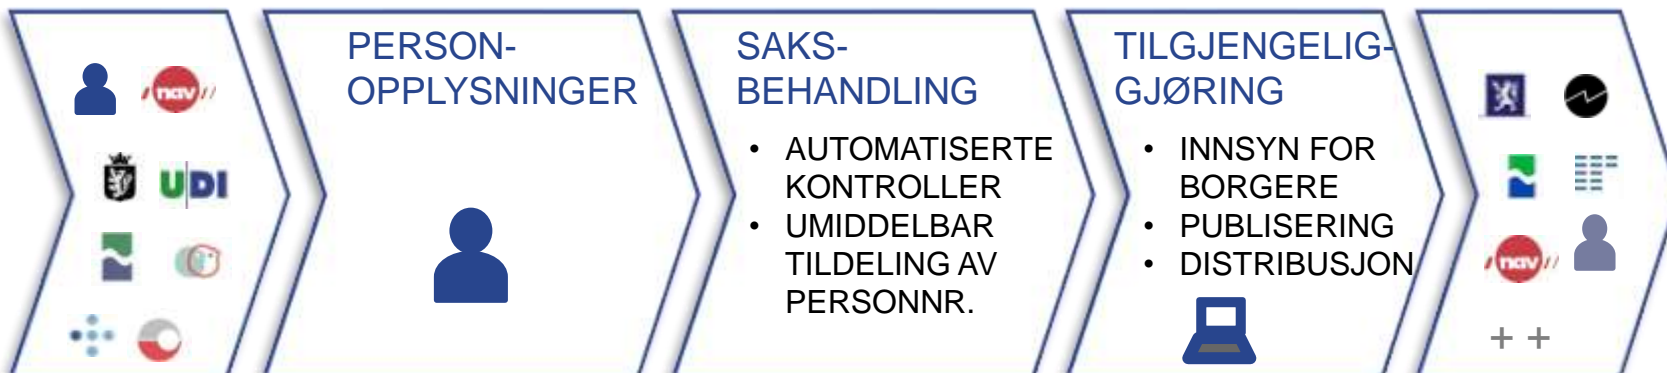 nav
UDI
PERSON-
OPPLYSNINGER
SAKS-
BEHANDLING
• AUTOMATISERTE
KONTROLLER
• UMIDDELBAR
TILDELING AV
PERSONNR.
TILGJENGELIG-
GJØRING
• INNSYN FOR
BORGERE
• PUBLISERING
• DISTRIBUSJON
nav
+ +